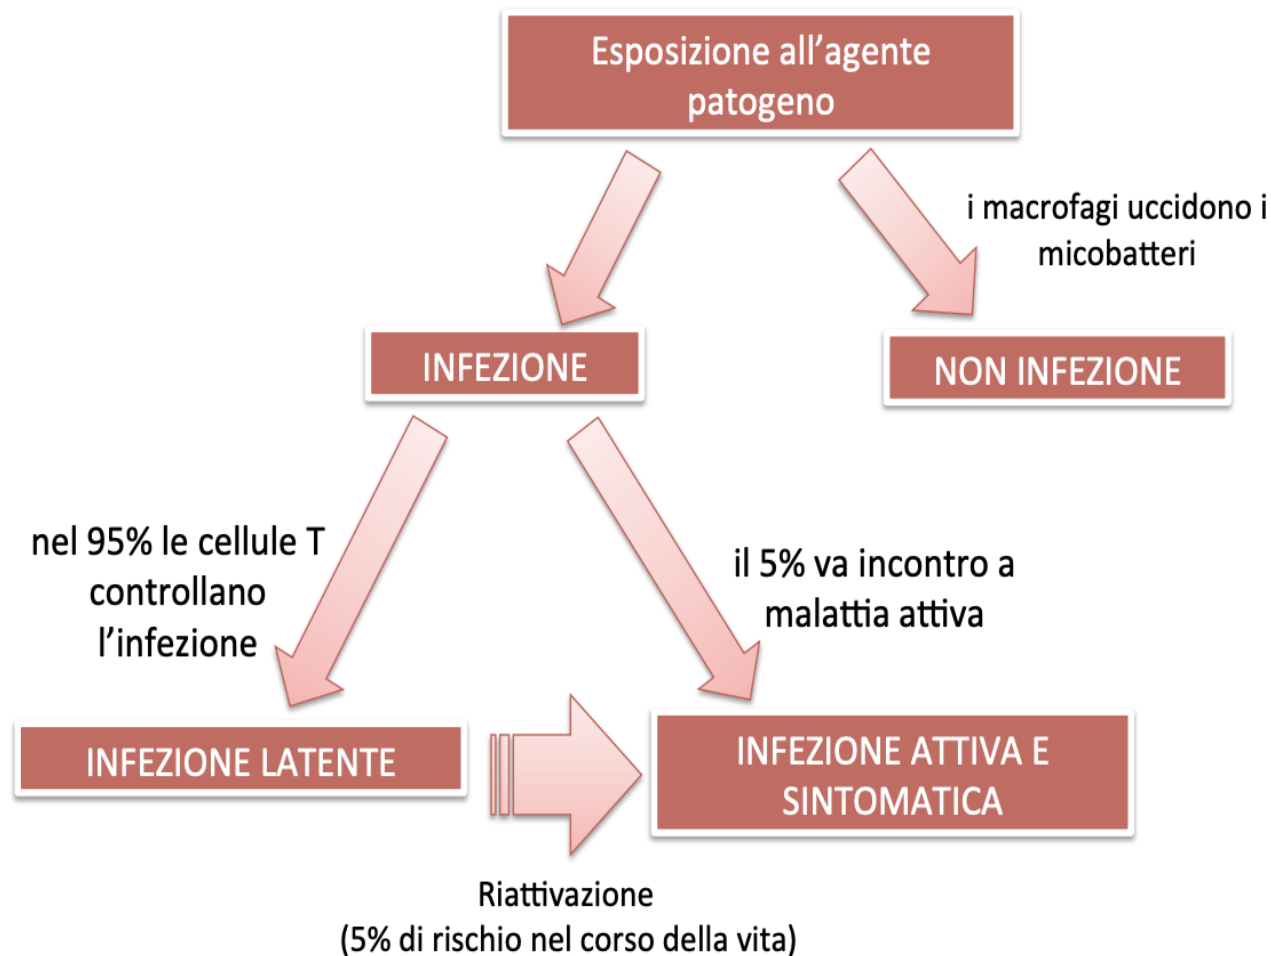 Esposizione all’agente
patogeno
i macrofagi uccidono i
micobatteri
INFEZIONE
NON INFEZIONE
nel 95% le cellule T
controllano
l’infezione
il 5% va incontro a
malattia attiva
INFEZIONE LATENTE
INFEZIONE ATTIVA E
SINTOMATICA
Riattivazione
(5% di rischio nel corso della vita)